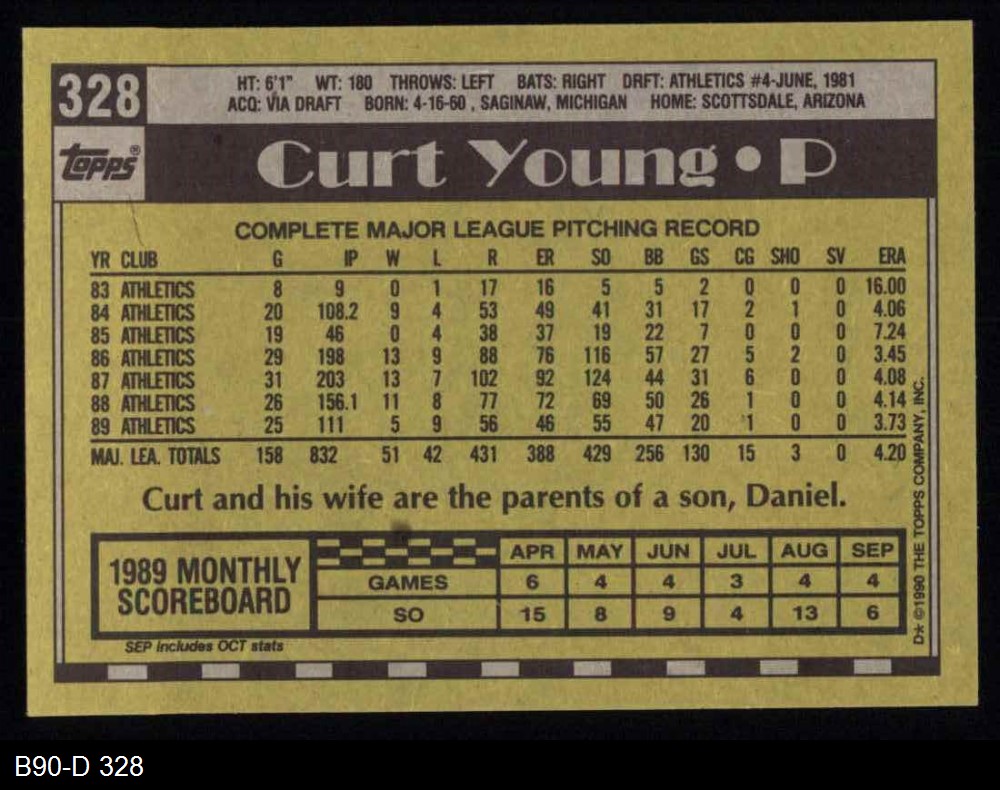 328
HT: 6'1" WT: 180 THROWS: LEFT BATS: RIGHT DRFT: ATHLETICS #4-JUNE, 1981
ACQ: VIA DRAFT BORN: 4-16-60 , SAGINAW, MICHIGAN HOME: SCOTTSDALE, ARIZONA
topps®
Curt Young • P
COMPLETE MAJOR LEAGUE PITCHING RECORD
YR CLUB G IP W L R ER SO BB GS CG SHO SV ERA
83 ATHLETICS 8 9 0 1 17 16 5 5 2 0 0 0 16.00
84 ATHLETICS 20 108.2 9 4 53 49 41 31 17 2 1 0 4.06
85 ATHLETICS 19 46 0 4 38 37 19 22 7 0 0 0 7.24
86 ATHLETICS 29 198 13 9 88 76 116 57 27 5 2 0 3.45
87 ATHLETICS 31 203 13 7 102 92 124 44 31 6 0 0 4.08
88 ATHLETICS 26 156.1 11 8 77 72 69 50 26 1 0 0 4.14
89 ATHLETICS 25 111 5 9 56 46 55 47 20 1 0 0 3.73
MAJ. LEA. TOTALS 158 832 51 42 431 388 429 256 130 15 3 0 4.20
Curt and his wife are the parents of a son, Daniel.
1989 MONTHLY
SCOREBOARD
APR MAY JUN JUL AUG SEP
GAMES 6 4 4 3 4 4
SO 15 8 9 4 13 6
SEP includes OCT stats
D* ©1990 THE TOPPS COMPANY, INC.
B90-D 328